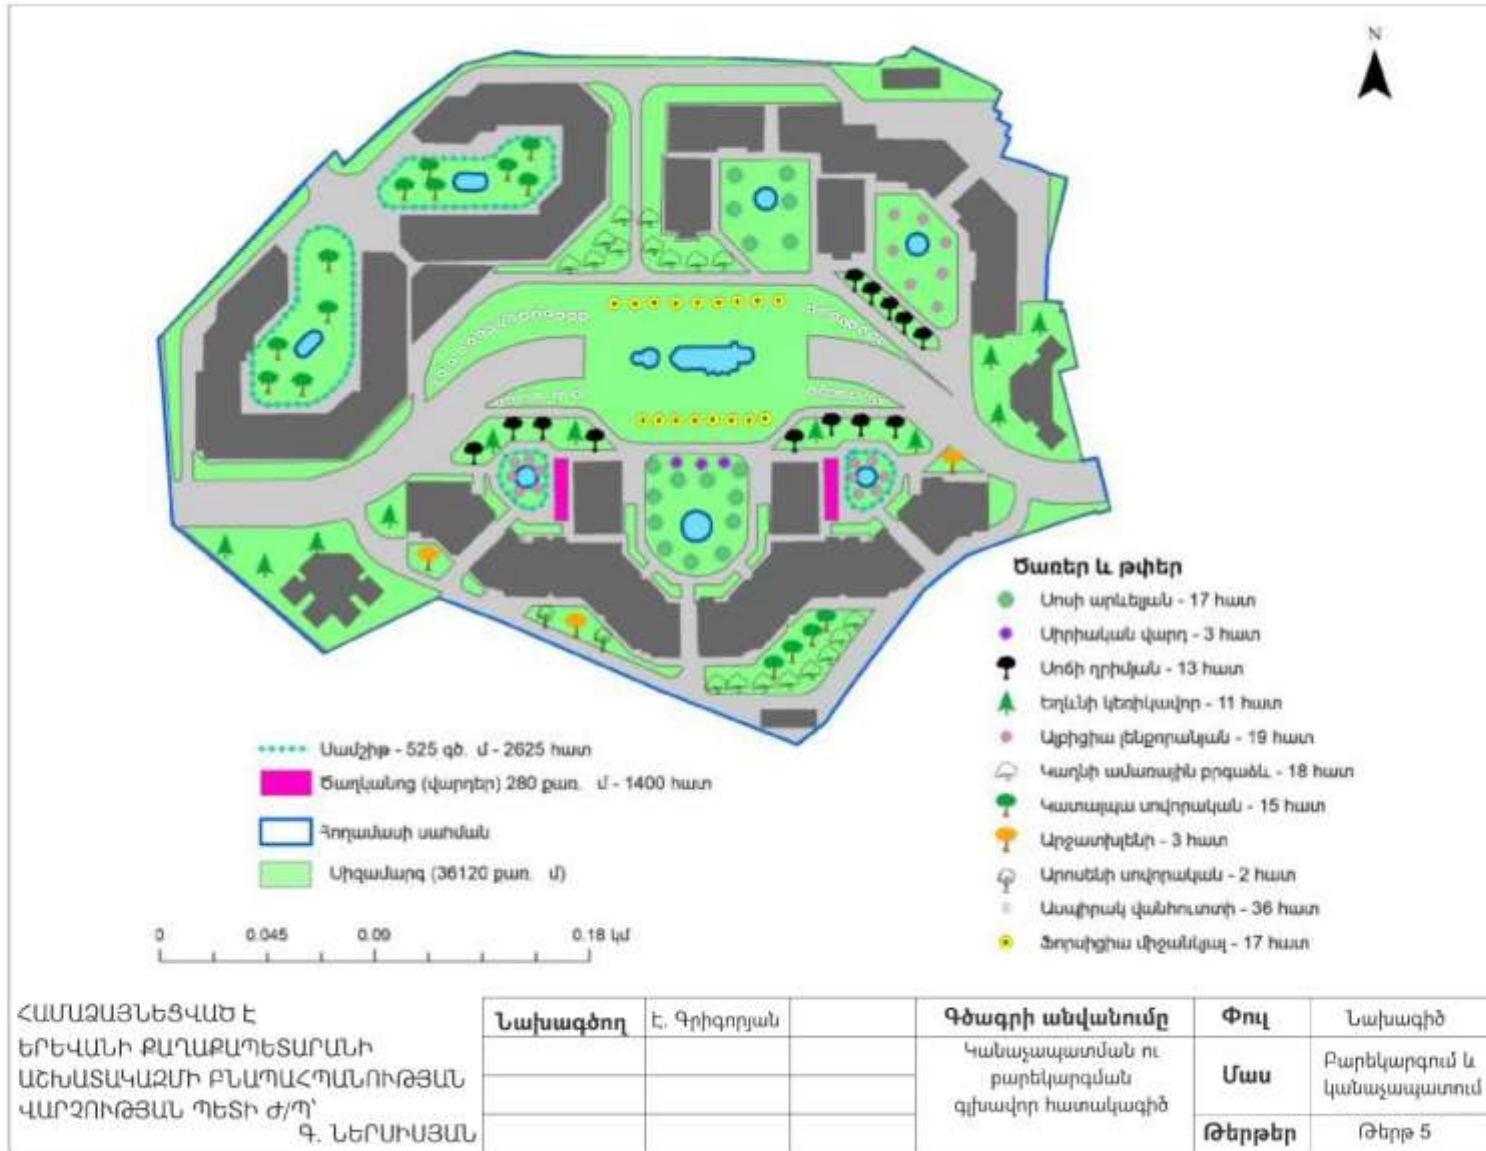 N
Ծառեր և թփեր
Սոսի արևելյան - 17 հատ
Սիրիական վարդ - 3 հատ
Սոճի ղրիմյան - 13 հատ
Եղևնի կեռիկավոր - 11 հատ
Ալբիցիա լենքորանյան - 19 հատ
Կաղնի ամառային բրգաձև - 18 հատ
Կատալպա սովորական - 15 հատ
Արջատխլենի - 3 հատ
Արոսենի սովորական - 2 հատ
Ասպիրակ վանհուտտի - 36 հատ
Ֆորսիցիա միջանկյալ - 17 հատ
Սամշիթ - 525 գծ. մ - 2625 հատ
Ծաղկանոց (վարդեր) 280 քառ. մ - 1400 հատ
Հողամասի սահման
Սիզամարգ (36120 քառ. մ)
0 0.045 0.09 0.18 կմ
ՀԱՄԱՁԱՅՆԵՑՎԱԾ Է
ԵՐԵՎԱՆԻ ՔԱՂԱՔԱՊԵՏԱՐԱՆԻ
ԱՇԽԱՏԱԿԱԶՄԻ ԲՆԱՊԱՀՊԱՆՈՒԹՅԱՆ
ՎԱՐՉՈՒԹՅԱՆ ՊԵՏԻ Ժ/Պ՝
Գ. ՆԵՐՍԻՍՅԱՆ
Նախագծող
Է. Գրիգորյան
Գծագրի անվանումը
Կանաչապատման ու
բարեկարգման
գլխավոր հատակագիծ
Փուլ
Նախագիծ
Մաս
Բարեկարգում և
կանաչապատում
Թերթեր
Թերթ 5